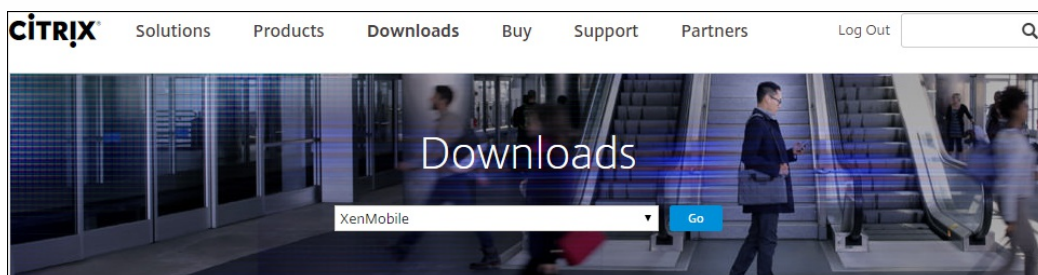 CITRIX Solutions Products Downloads Buy Support Partners Log Out
Downloads
XenMobile Go